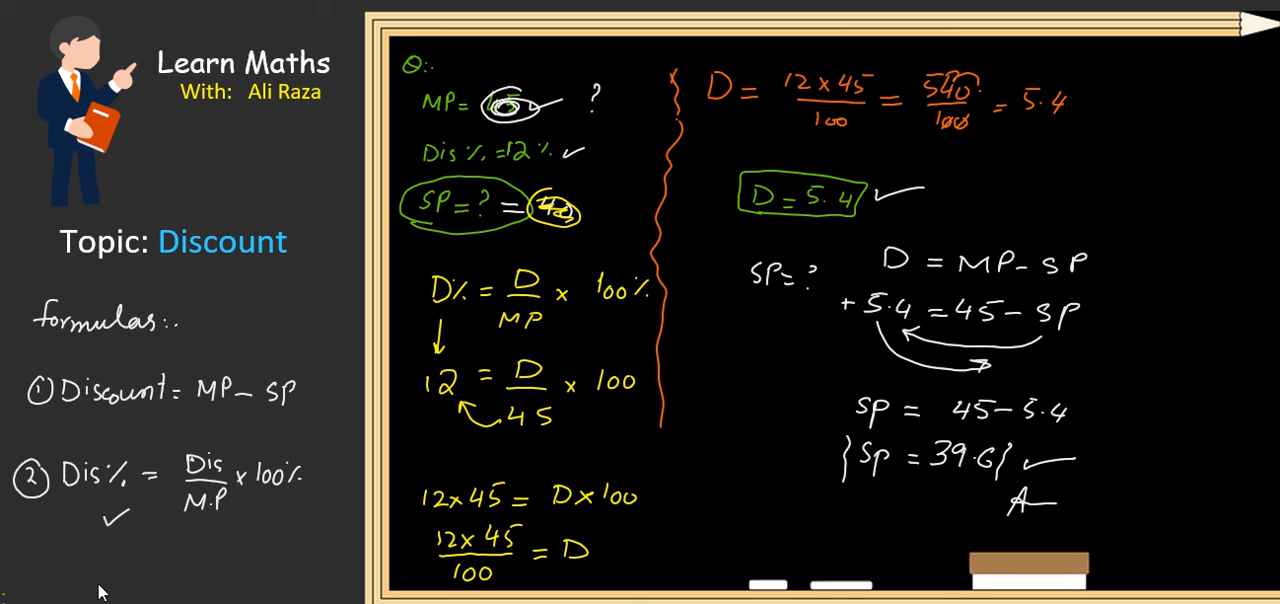 Learn Maths
With: Ali Raza
Topic: Discount
formulas:.
① Discount = MP - SP
② Dis% = Dis/M.P × 100%
Q:.
MP = 45 ?
Dis % = 12 %
SP = ? =
D% = D/MP × 100%
12 = D/45 × 100
12 × 45 = D × 100
12 × 45/100 = D
D = 12 × 45/100 = 540/100 = 5.4
D = 5.4
SP = ?
D = MP - SP
+ 5.4 = 45 - SP
SP = 45 - 5.4
SP = 39.6